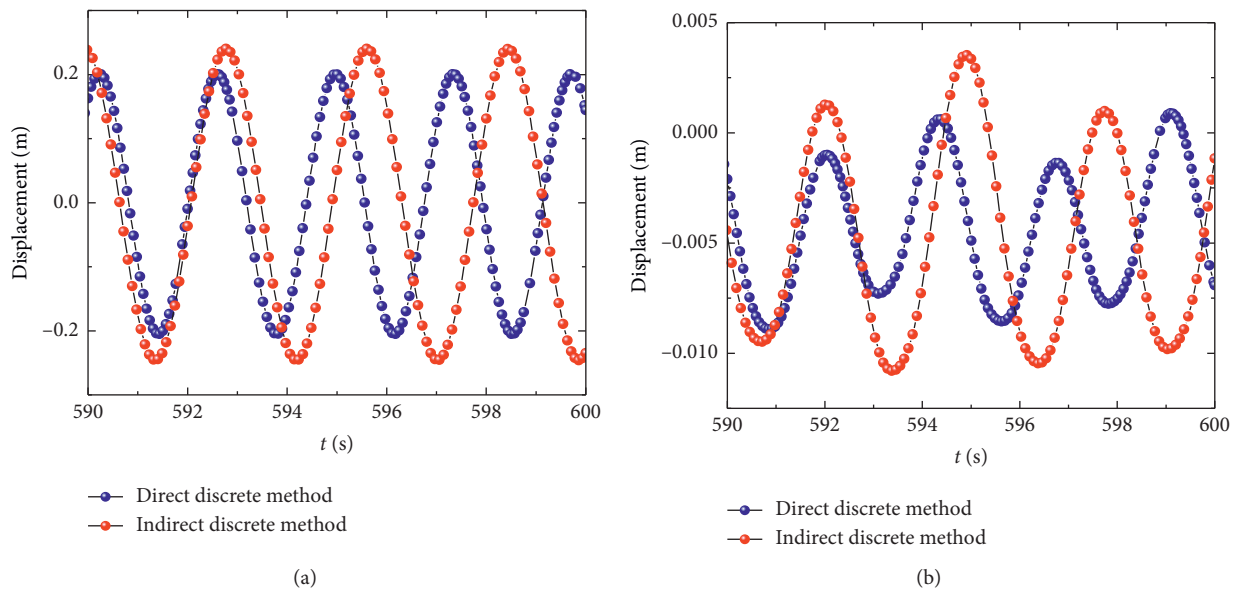 Displacement (m)
0.2
0.0
−0.2
590 592 594 596 598 600
t (s)
Direct discrete method
Indirect discrete method
(a)
Displacement (m)
0.005
0.000
−0.005
−0.010
590 592 594 596 598 600
t (s)
Direct discrete method
Indirect discrete method
(b)